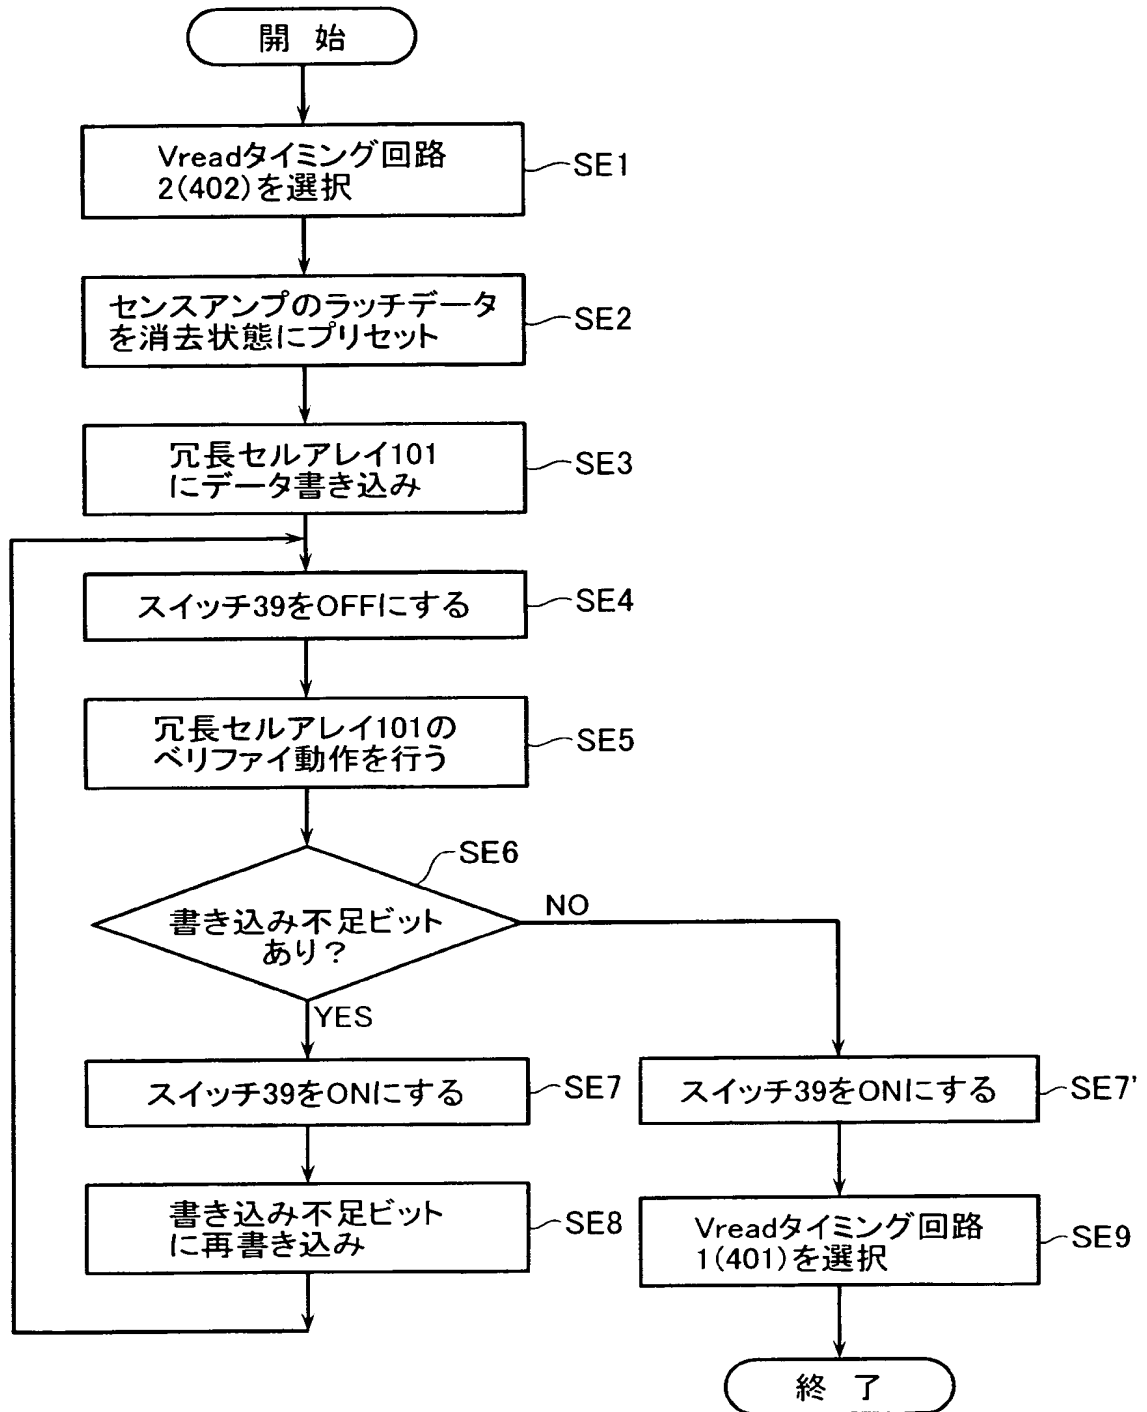 開 始
Vreadタイミング回路
2(402)を選択
SE1
センスアンプのラッチデータ
を消去状態にプリセット
SE2
冗長セルアレイ101
にデータ書き込み
SE3
スイッチ39をOFFにする
SE4
冗長セルアレイ101の
ベリファイ動作を行う
SE5
SE6
書き込み不足ビット
あり？
NO
YES
スイッチ39をONにする
SE7
スイッチ39をONにする
SE7'
書き込み不足ビット
に再書き込み
SE8
Vreadタイミング回路
1(401)を選択
SE9
終 了